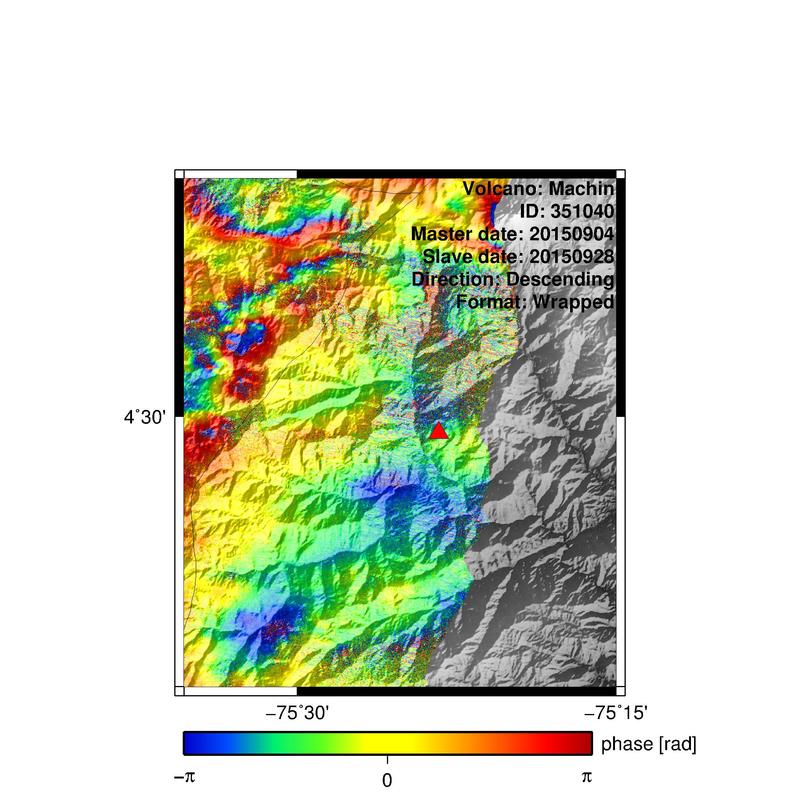 Volcano: Machin
ID: 351040
Master date: 20150904
Slave date: 20150928
Direction: Descending
Format: Wrapped
4˚30'
−75˚30'
−75˚15'
phase [rad]
−π
0
π